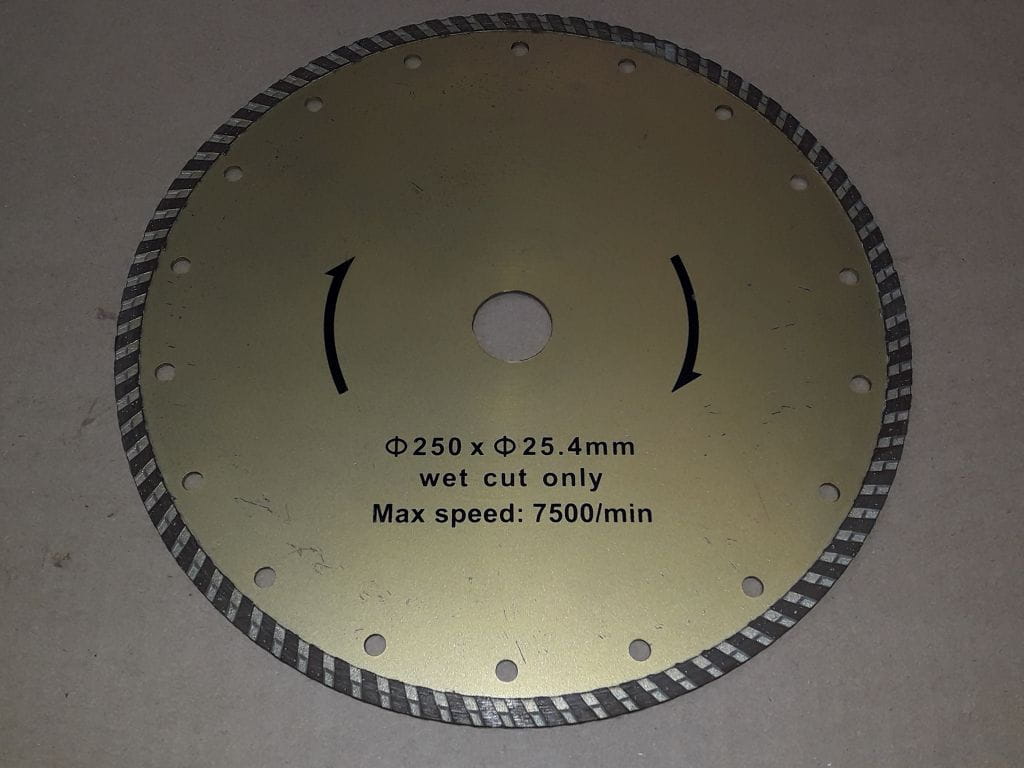 Φ250 x Φ25.4mm
wet cut only
Max speed: 7500/min